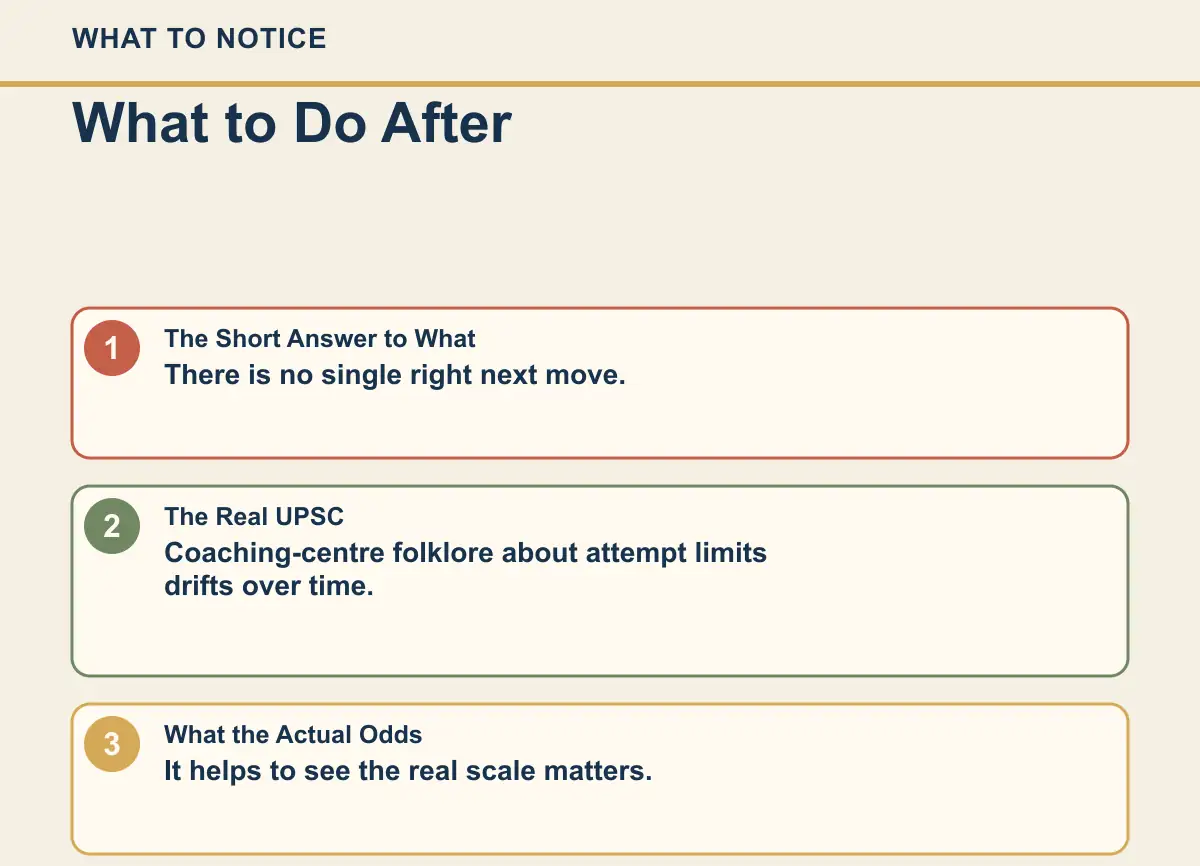 WHAT TO NOTICE
What to Do After
1
The Short Answer to What
There is no single right next move.
2
The Real UPSC
Coaching-centre folklore about attempt limits
drifts over time.
3
What the Actual Odds
It helps to see the real scale matters.